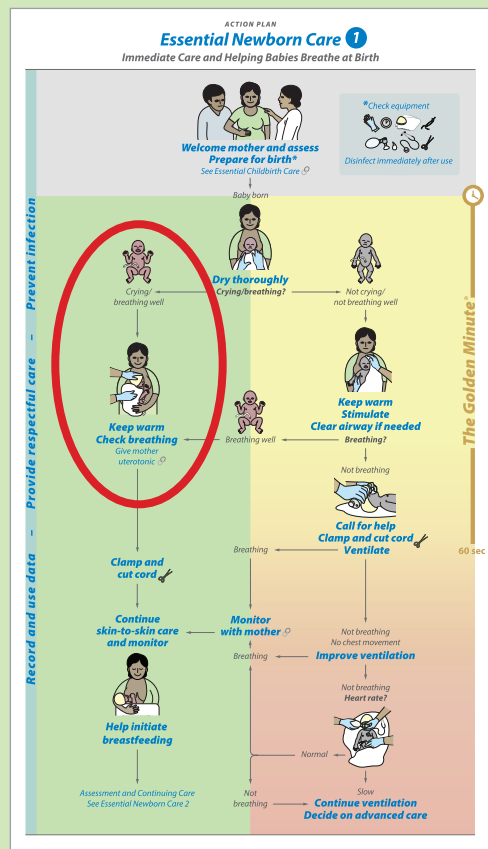 ACTION PLAN
Essential Newborn Care 1
Immediate Care and Helping Babies Breathe at Birth
Welcome mother and assess
Prepare for birth*
See Essential Childbirth Care
*Check equipment
Disinfect immediately after use
Baby born
Dry thoroughly
Crying/breathing?
Crying/
breathing well
Not crying/
not breathing well
Keep warm
Check breathing
Give mother
uterotonic
Breathing well
Keep warm
Stimulate
Clear airway if needed
Breathing?
Not breathing
Call for help
Clamp and cut cord
Ventilate
Breathing
Clamp and
cut cord
Continue
skin-to-skin care
and monitor
Monitor
with mother
Not breathing
No chest movement
Breathing
Improve ventilation
Not breathing
Heart rate?
Help initiate
breastfeeding
Normal
Assessment and Continuing Care
See Essential Newborn Care 2
Not
breathing
Slow
Continue ventilation
Decide on advanced care
Record and use data – Provide respectful care – Prevent infection
The Golden Minute®
60 sec